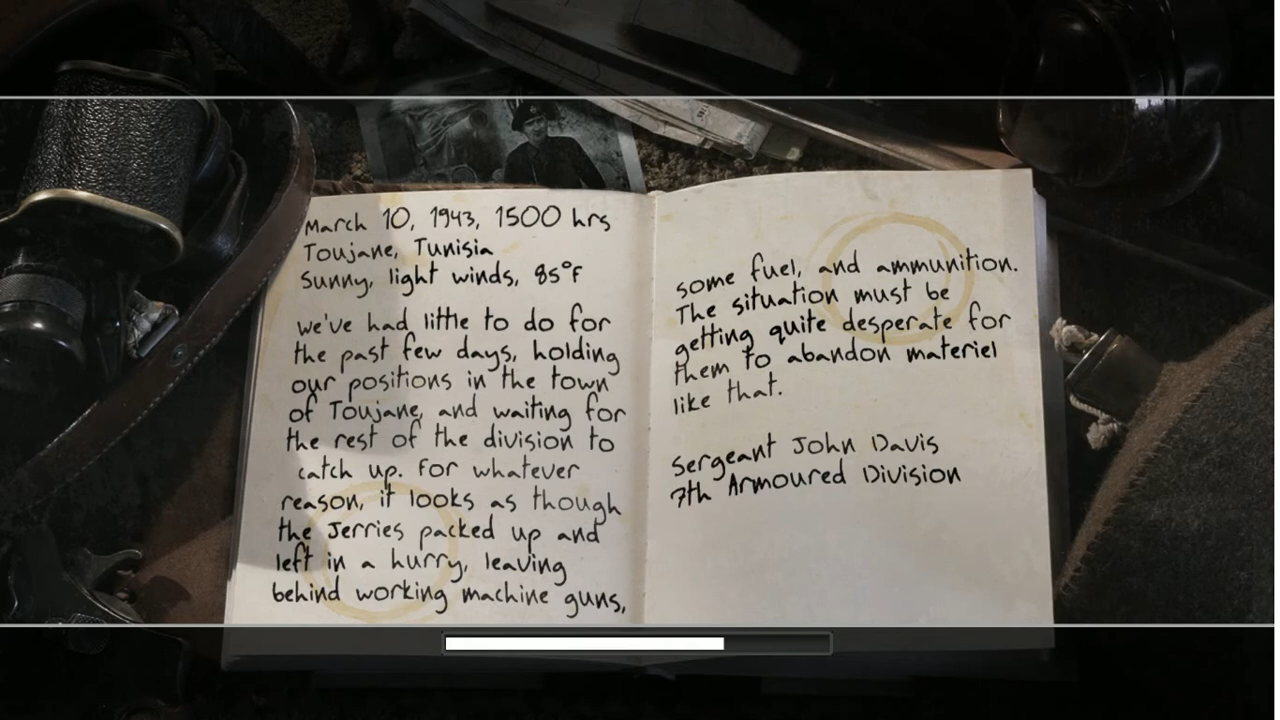 March 10, 1943, 1500 hrs
Toujane, Tunisia
Sunny, light winds, 85°F
we've had little to do for
the past few days, holding
our positions in the town
of Toujane, and waiting for
the rest of the division to
catch up. For whatever
reason, it looks as though
the Jerries packed up and
left in a hurry, leaving
behind working machine guns,
some fuel, and ammunition.
The situation must be
getting quite desperate for
them to abandon materiel
like that.
Sergeant John Davis
7th Armoured Division